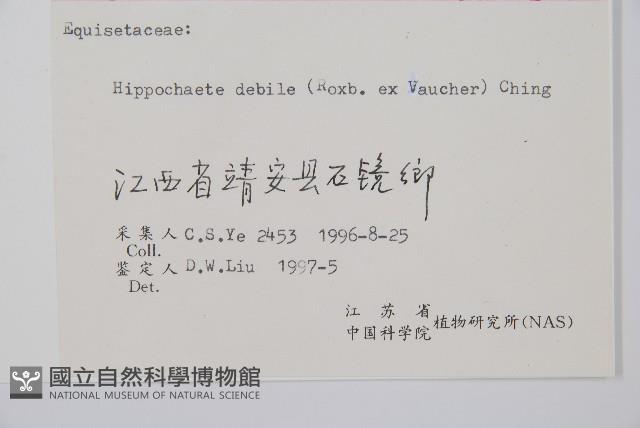 Equisetaceae:
Hippochaete debile (Roxb. ex Vaucher) Ching
江西省靖安县石镜鄉
采集人 C.S.Ye 2453 1996-8-25
Coll.
鉴定人 D.W.Liu 1997-5
Det.
江苏省
中国科学院 植物研究所(NAS)
國立自然科學博物館
NATIONAL MUSEUM OF NATURAL SCIENCE